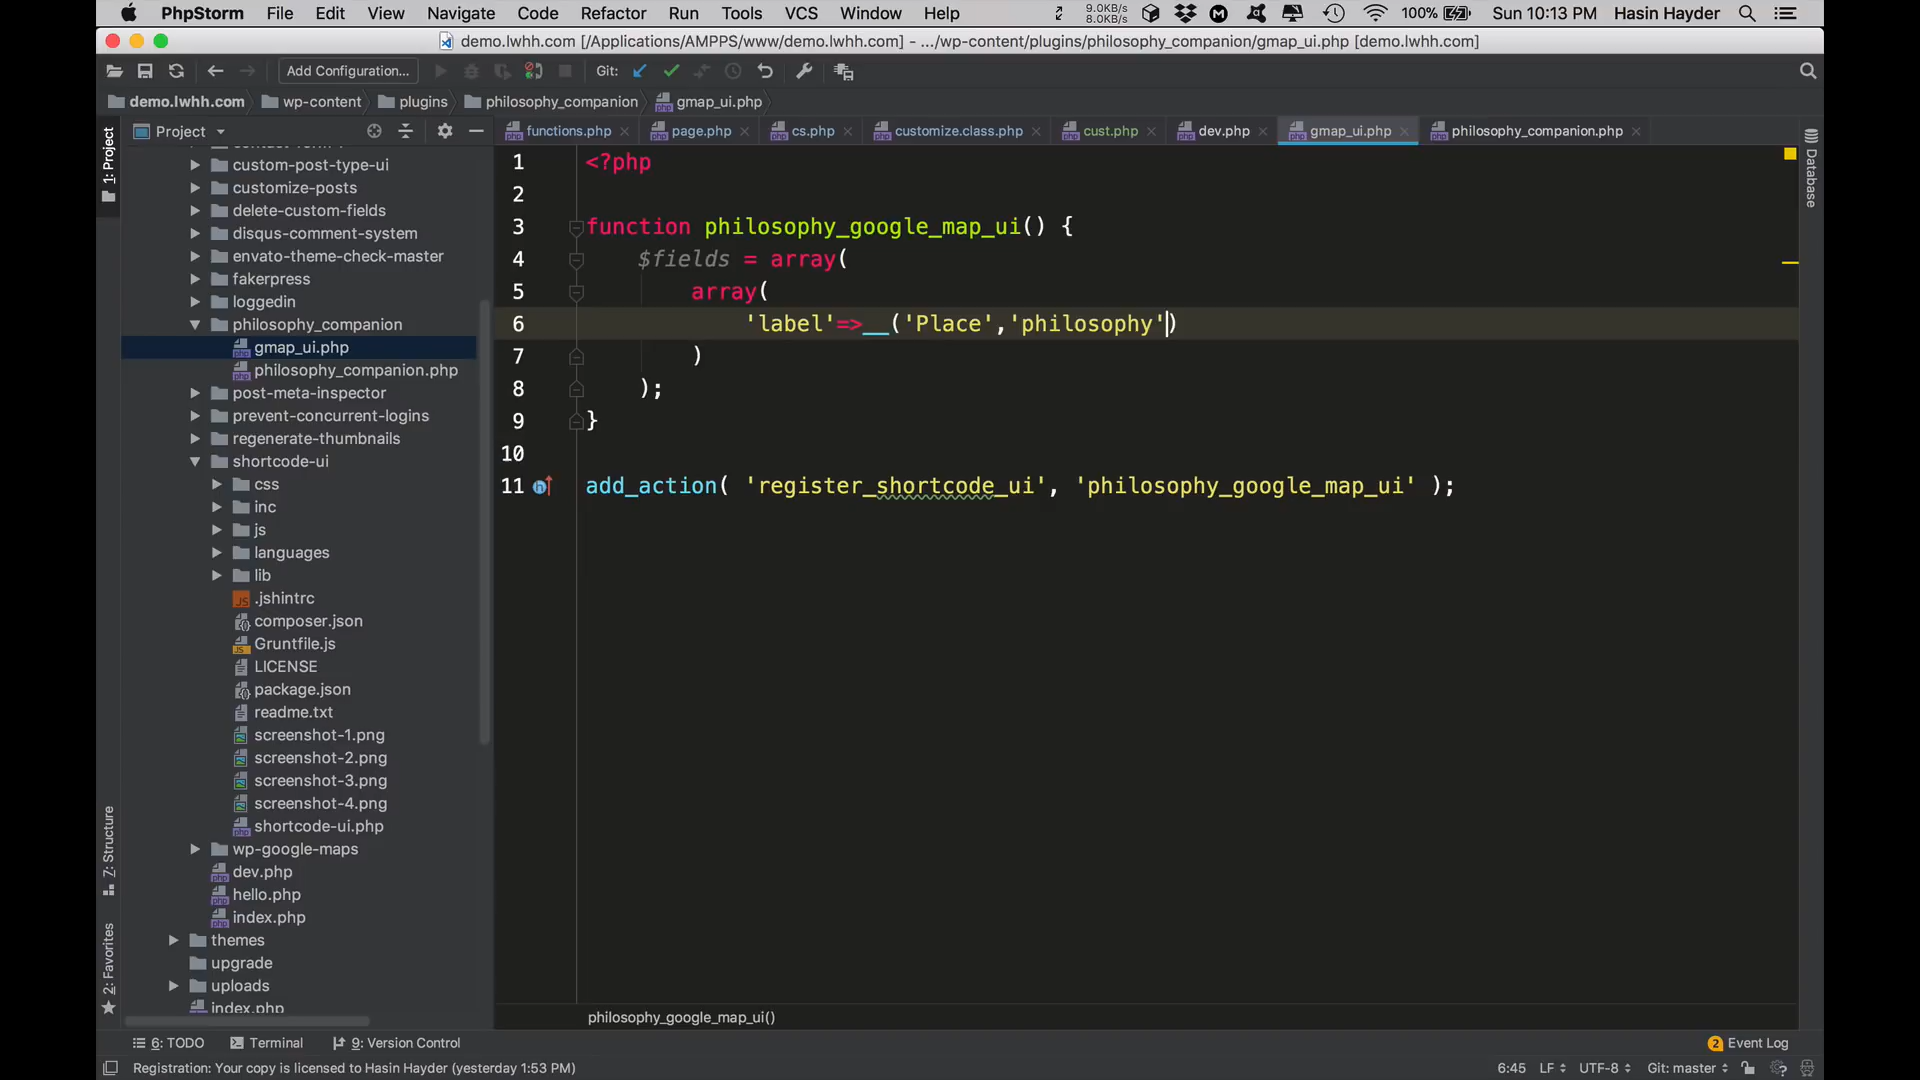 PhpStorm File Edit View Navigate Code Refactor Run Tools VCS Window Help 9.0KB/s 8.0KB/s 100% Sun 10:13 PM Hasin Hayder
demo.lwhh.com [/Applications/AMPPS/www/demo.lwhh.com] - .../wp-content/plugins/philosophy_companion/gmap_ui.php [demo.lwhh.com]
Add Configuration... Git:
demo.lwhh.com wp-content plugins philosophy_companion gmap_ui.php
Project
functions.php page.php cs.php customize.class.php cust.php dev.php gmap_ui.php philosophy_companion.php
1: Project
Database
custom-post-type-ui
customize-posts
delete-custom-fields
disqus-comment-system
envato-theme-check-master
fakerpress
loggedin
philosophy_companion
gmap_ui.php
philosophy_companion.php
post-meta-inspector
prevent-concurrent-logins
regenerate-thumbnails
shortcode-ui
css
inc
js
languages
lib
.jshintrc
composer.json
Gruntfile.js
LICENSE
package.json
readme.txt
screenshot-1.png
screenshot-2.png
screenshot-3.png
screenshot-4.png
shortcode-ui.php
wp-google-maps
dev.php
hello.php
index.php
themes
upgrade
uploads
index.php
1 <?php
2
3 function philosophy_google_map_ui() {
4 $fields = array(
5 array(
6 'label'=>__('Place','philosophy')
7 )
8 );
9 }
10
11 add_action( 'register_shortcode_ui', 'philosophy_google_map_ui' );
Z: Structure
2: Favorites
philosophy_google_map_ui()
6: TODO Terminal 9: Version Control 2 Event Log
Registration: Your copy is licensed to Hasin Hayder (yesterday 1:53 PM) 6:45 LF UTF-8 Git: master